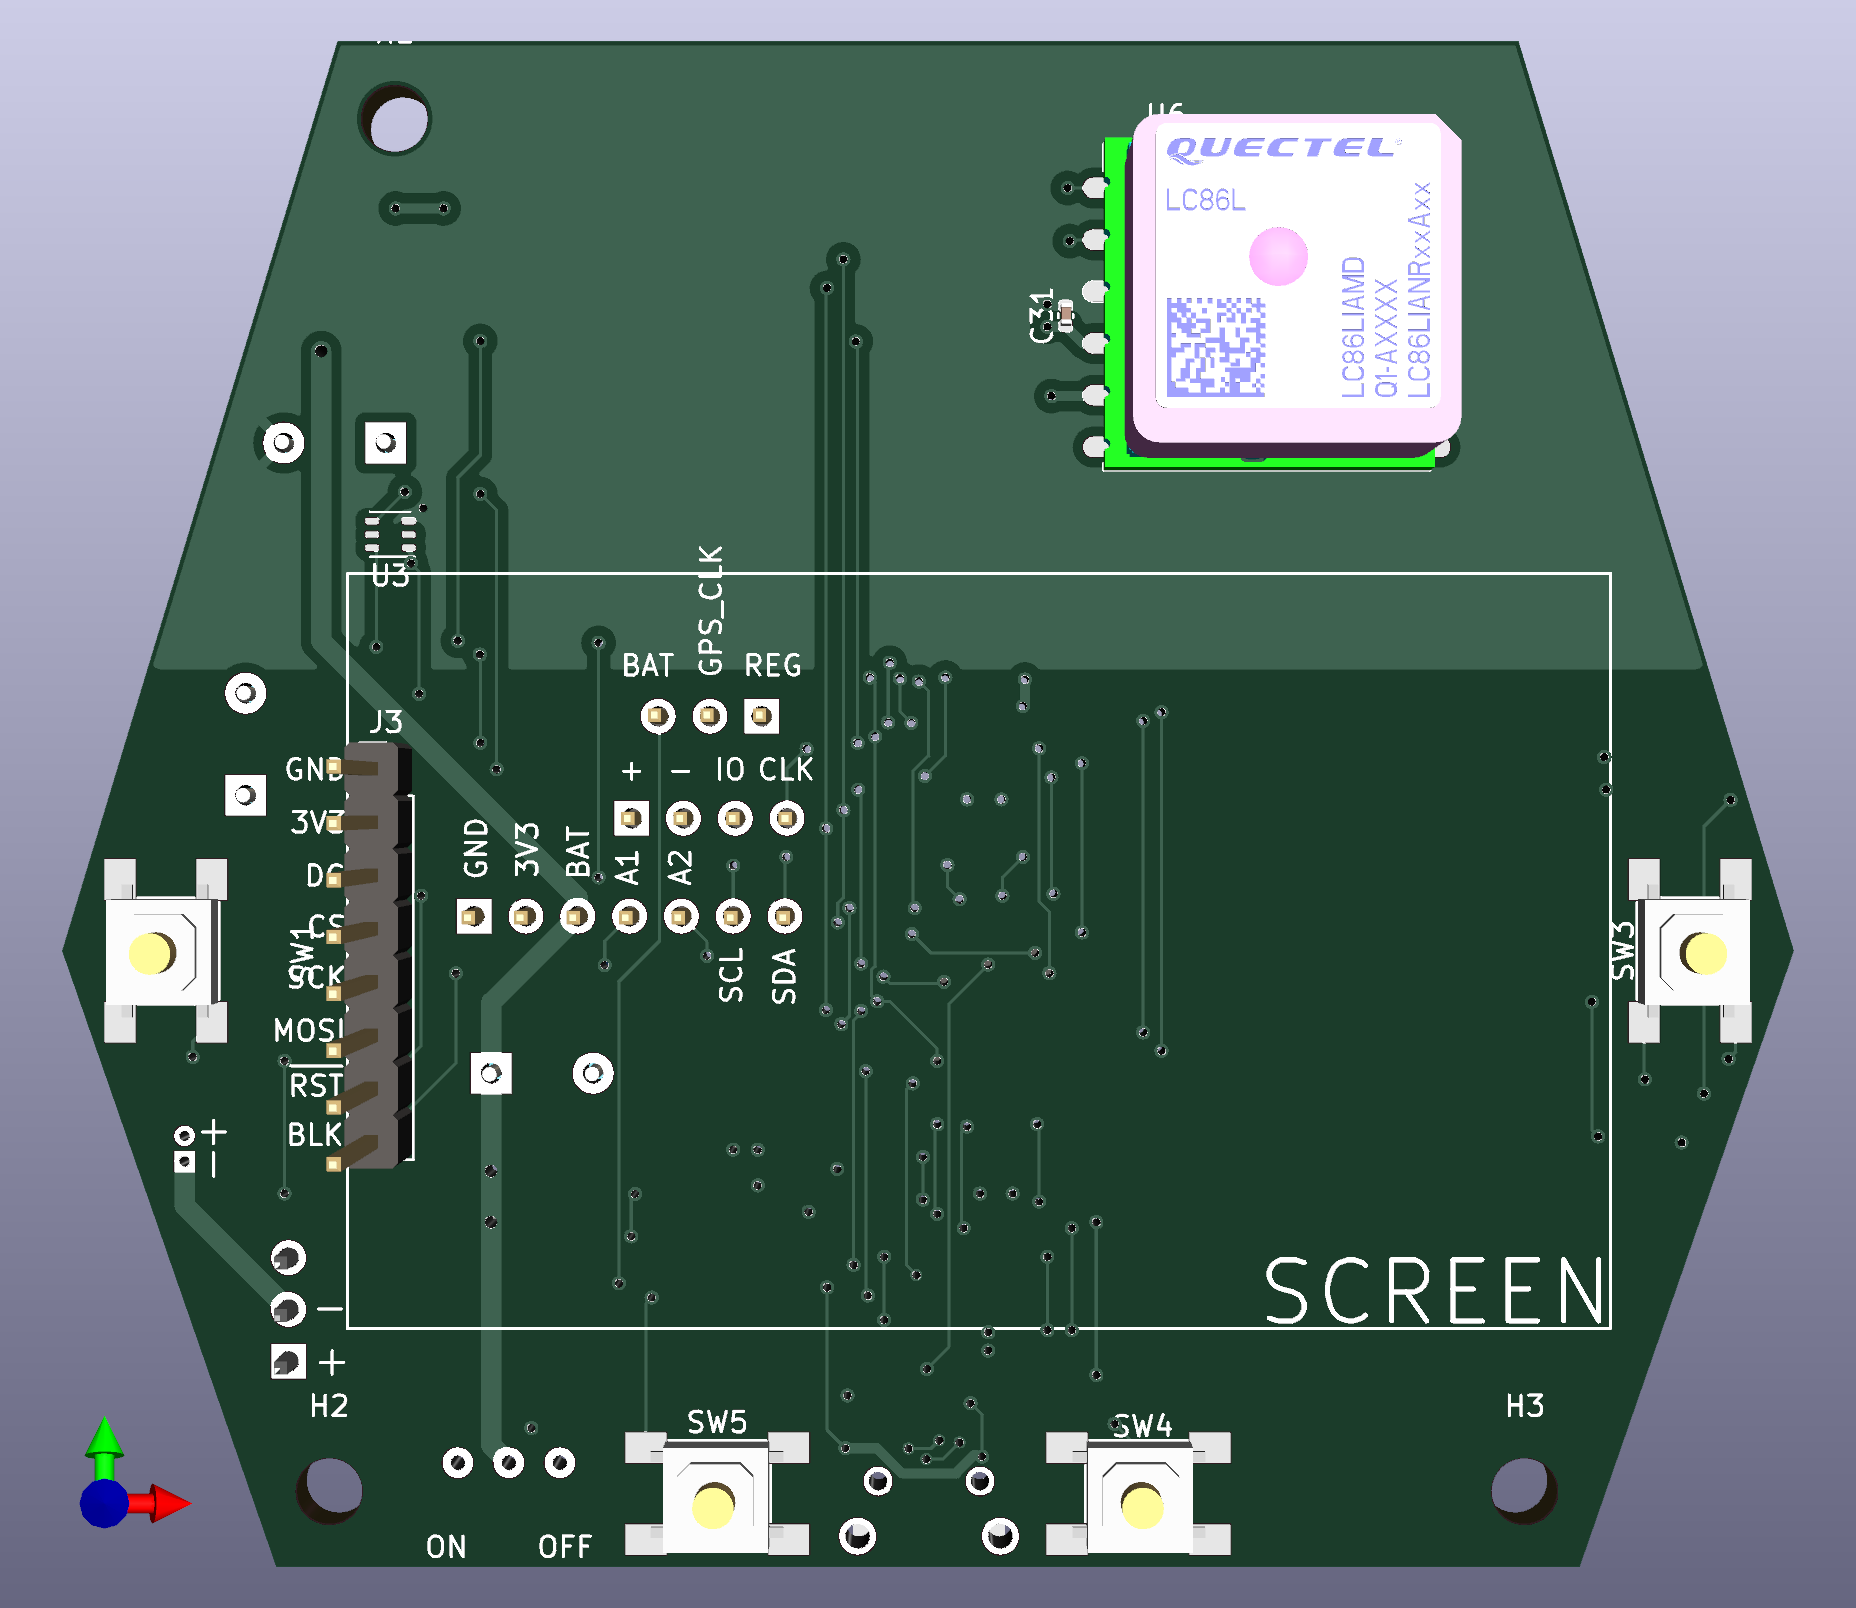 U6
QUECTEL
LC86L
LC86LIAMD
Q1-AXXXX
LC86LIANRxxAxx
C31
U3
GPS_CLK
BAT
REG
J3
GND
+ - IO CLK
3V3
GND
3V3
BAT
A1
A2
CS
SW1
SCK
SCL
SDA
SW3
MOSI
RST
BLK
+
-
SCREEN
-
+
H2
H3
SW5
SW4
ON
OFF